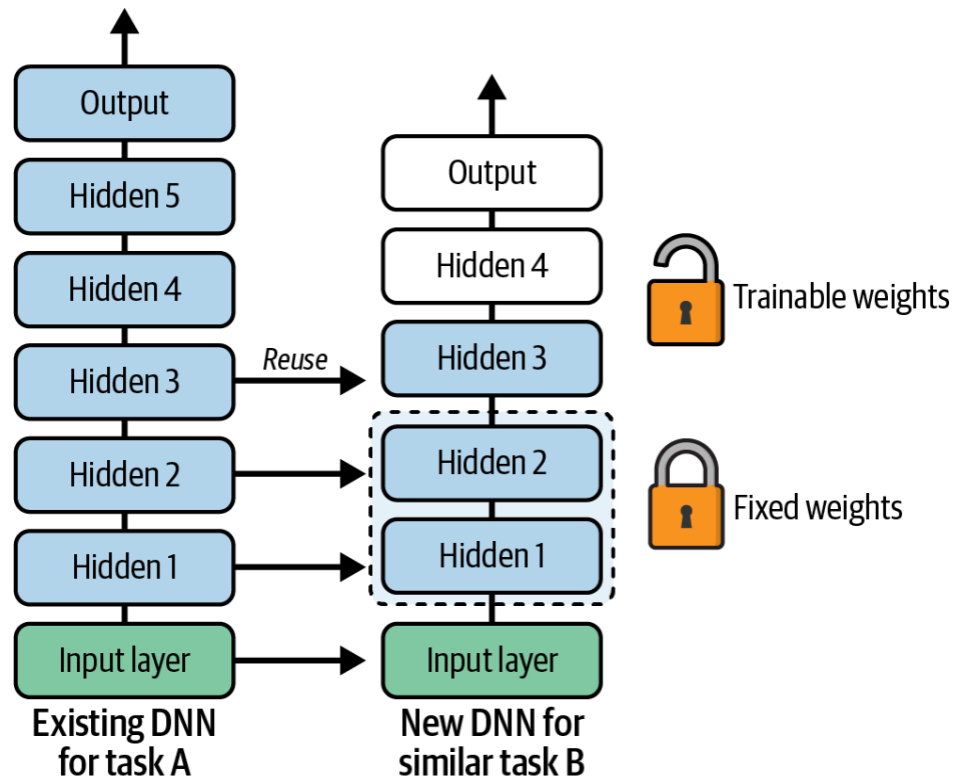 Output
Hidden 5
Hidden 4
Hidden 3
Hidden 2
Hidden 1
Input layer
Existing DNN
for task A
Reuse
Output
Hidden 4
Hidden 3
Hidden 2
Hidden 1
Input layer
New DNN for
similar task B
Trainable weights
Fixed weights